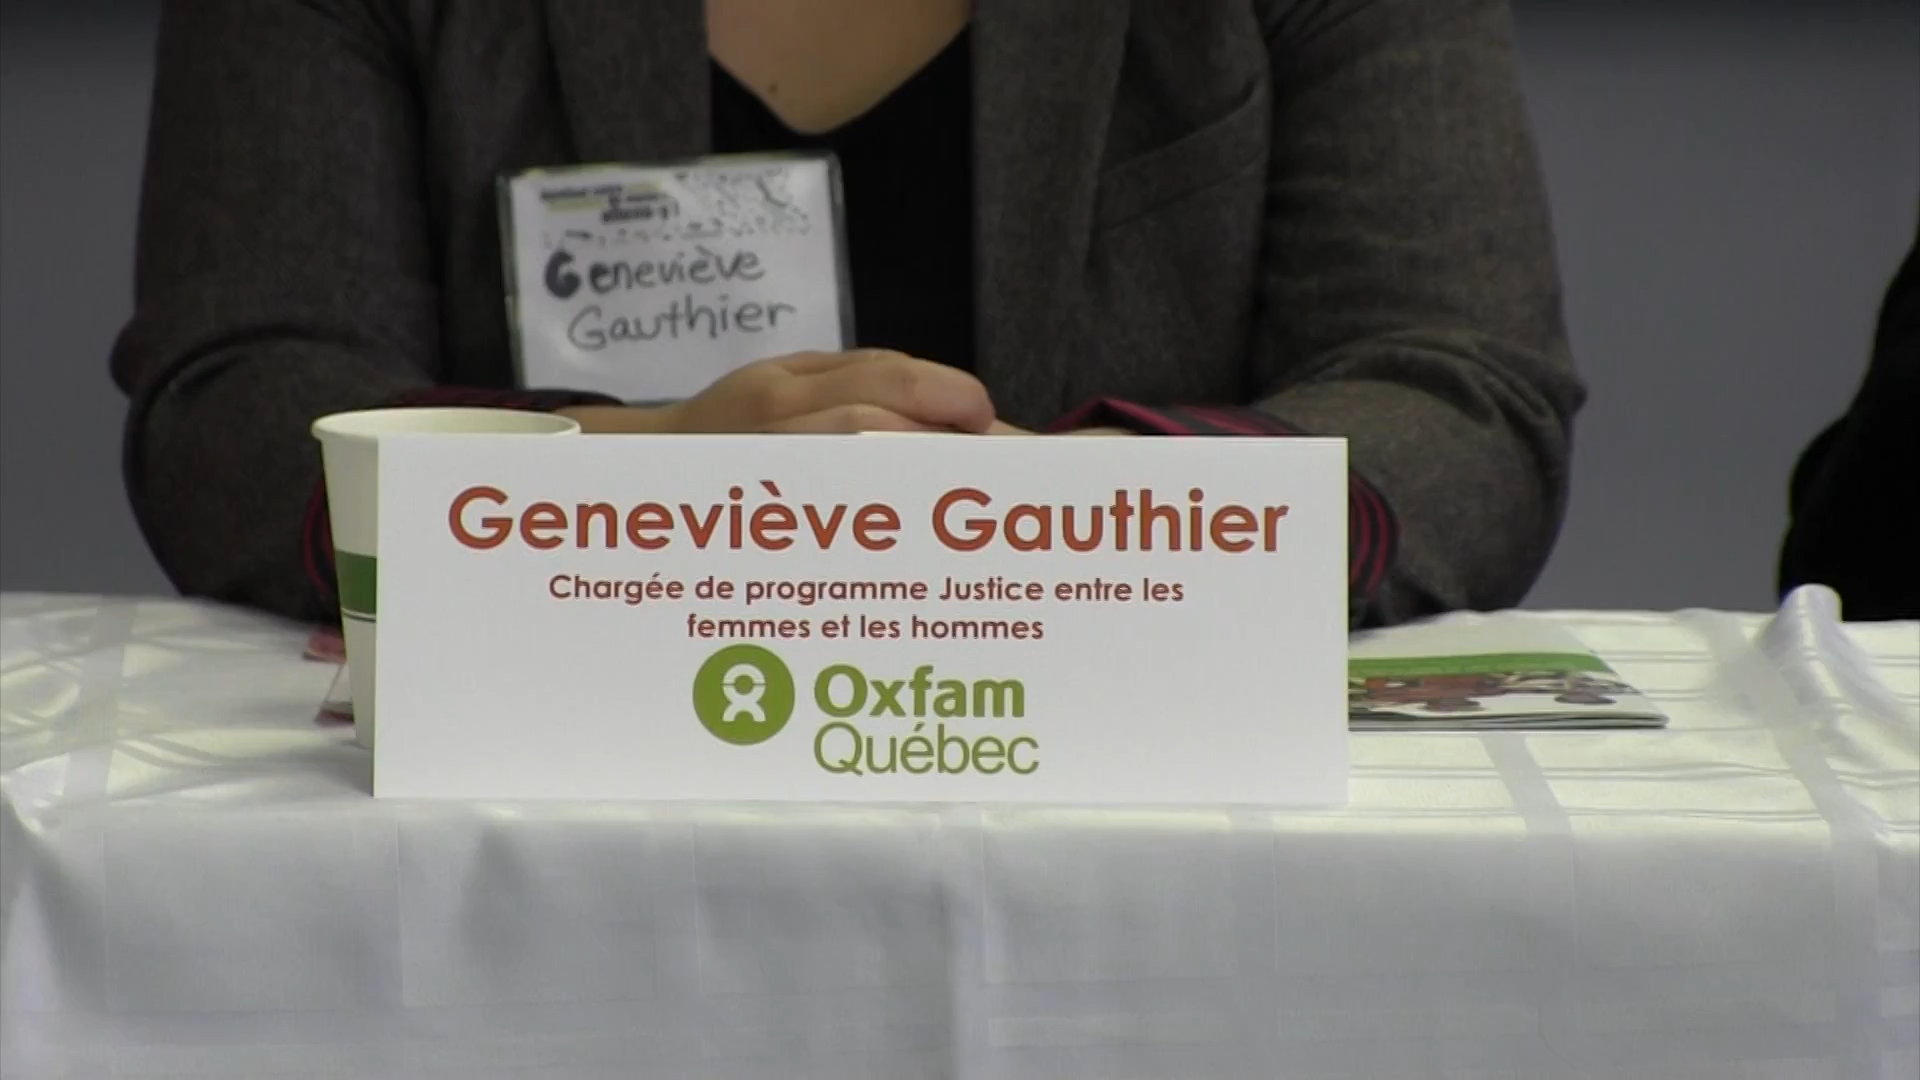 Geneviève
Gauthier
Geneviève Gauthier
Chargée de programme Justice entre les
femmes et les hommes
Oxfam
Québec